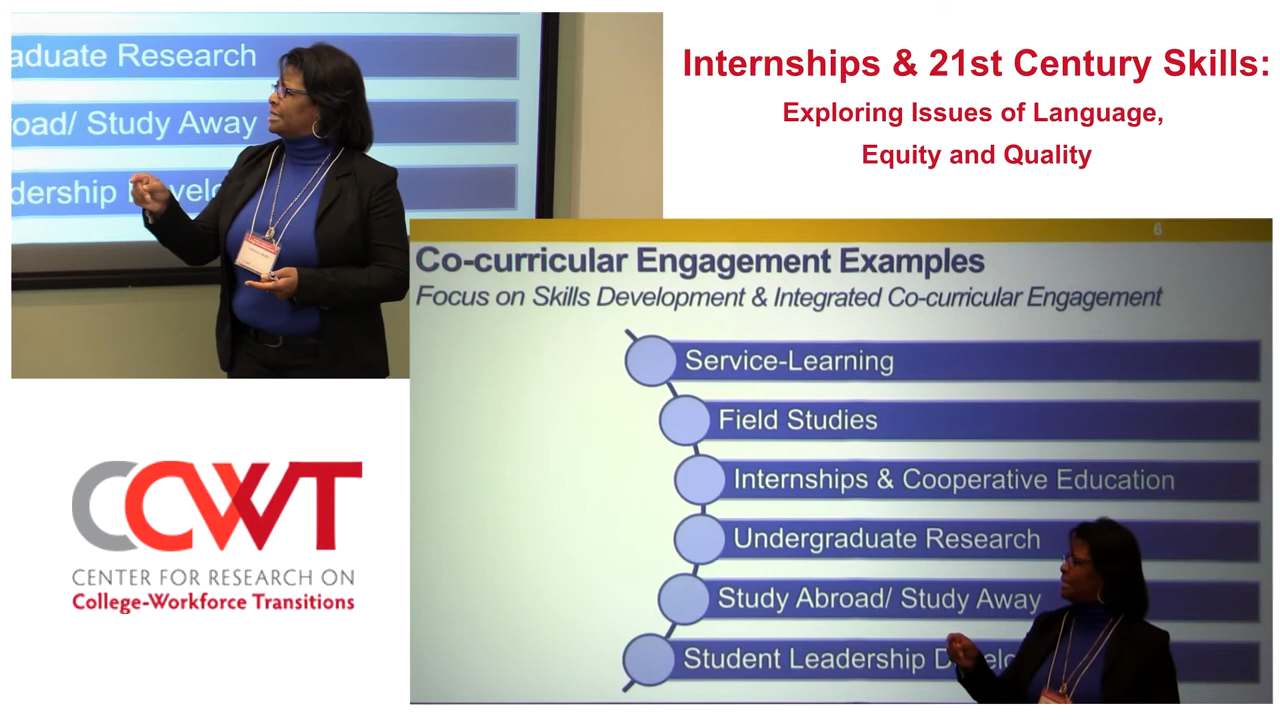 aduate Research
oad/ Study Away
dership
Internships & 21st Century Skills:
Exploring Issues of Language,
Equity and Quality
6
Co-curricular Engagement Examples
Focus on Skills Development & Integrated Co-curricular Engagement
Service-Learning
Field Studies
Internships & Cooperative Education
Undergraduate Research
Study Abroad/ Study Away
Student Leadership
CCWT
CENTER FOR RESEARCH ON
College-Workforce Transitions